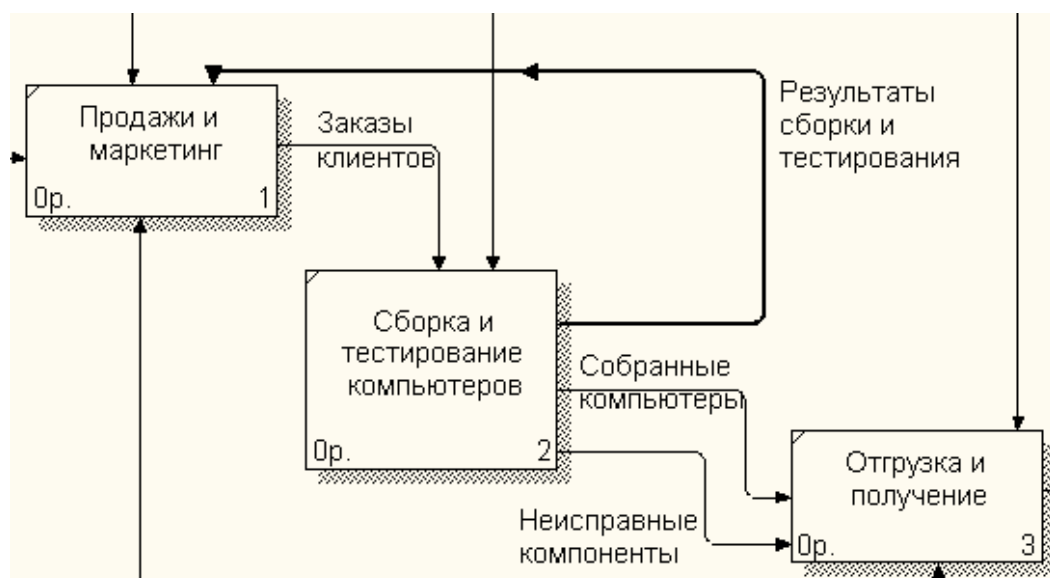 Продажи и
маркетинг
0р. 1
Заказы
клиентов
Результаты
сборки и
тестирования
Сборка и
тестирование
компьютеров
0р. 2
Собранные
компьютеры
Неисправные
компоненты
Отгрузка и
получение
0р. 3